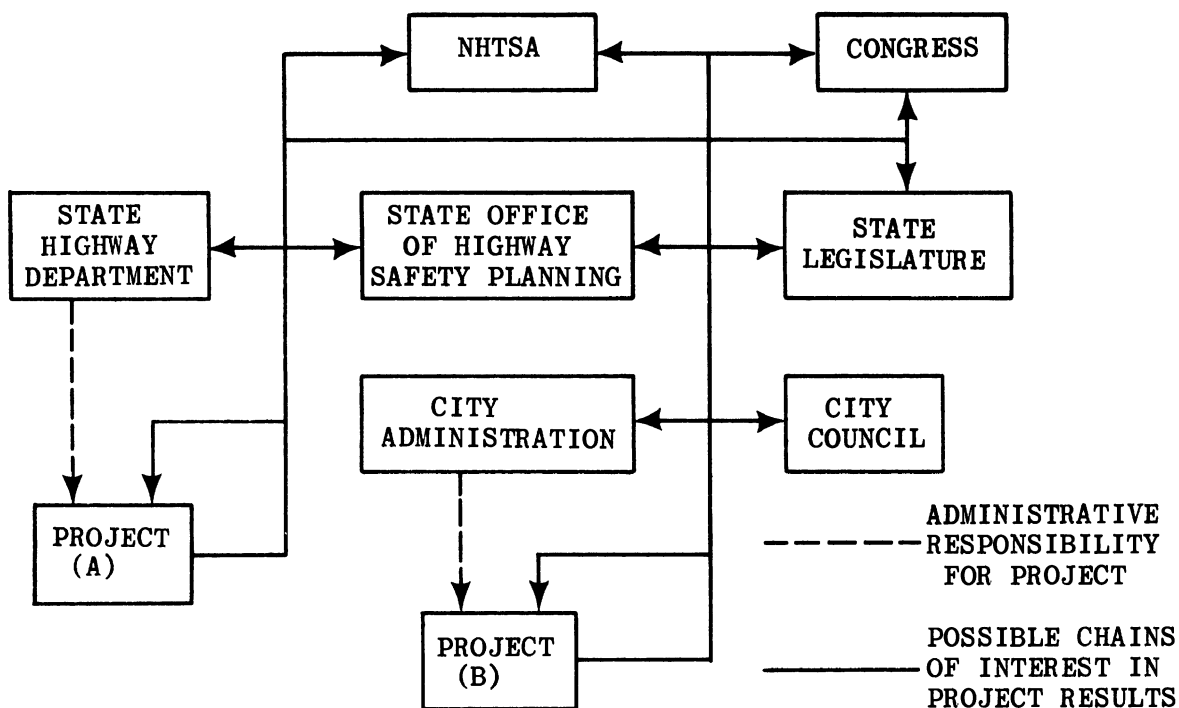 NHTSA
CONGRESS
STATE
HIGHWAY
DEPARTMENT
STATE OFFICE
OF HIGHWAY
SAFETY PLANNING
STATE
LEGISLATURE
CITY
ADMINISTRATION
CITY
COUNCIL
PROJECT
(A)
PROJECT
(B)
ADMINISTRATIVE
RESPONSIBILITY
FOR PROJECT
POSSIBLE CHAINS
OF INTEREST IN
PROJECT RESULTS